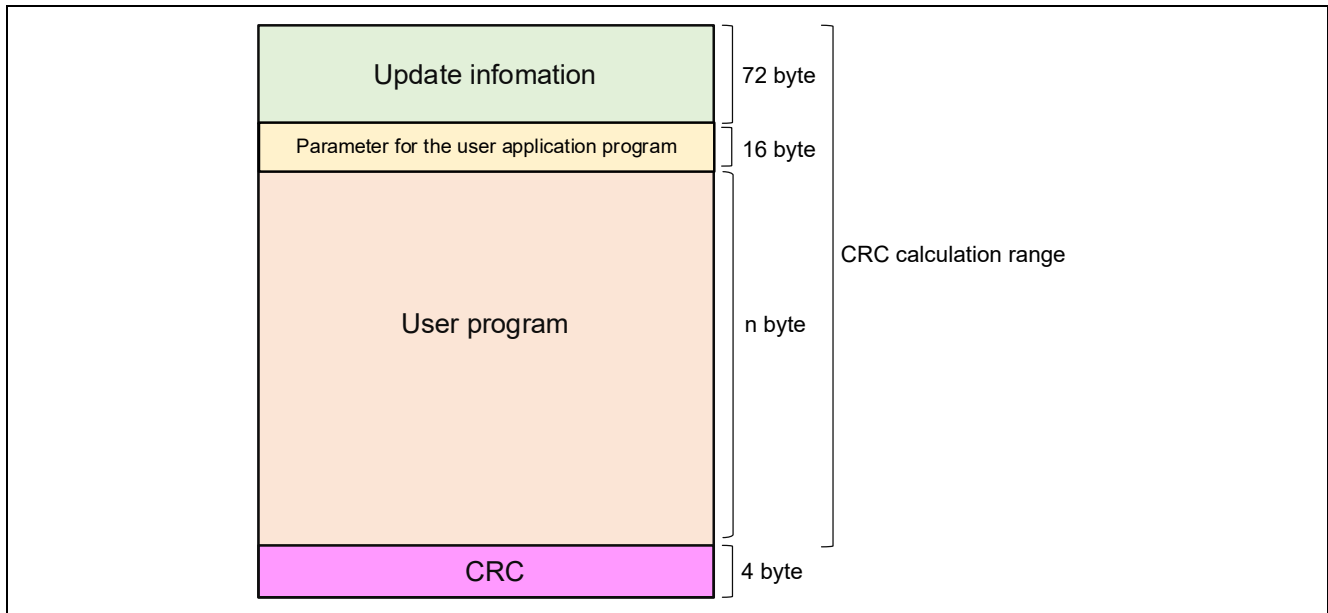 Update infomation
72 byte
Parameter for the user application program
16 byte
CRC calculation range
User program
n byte
CRC
4 byte